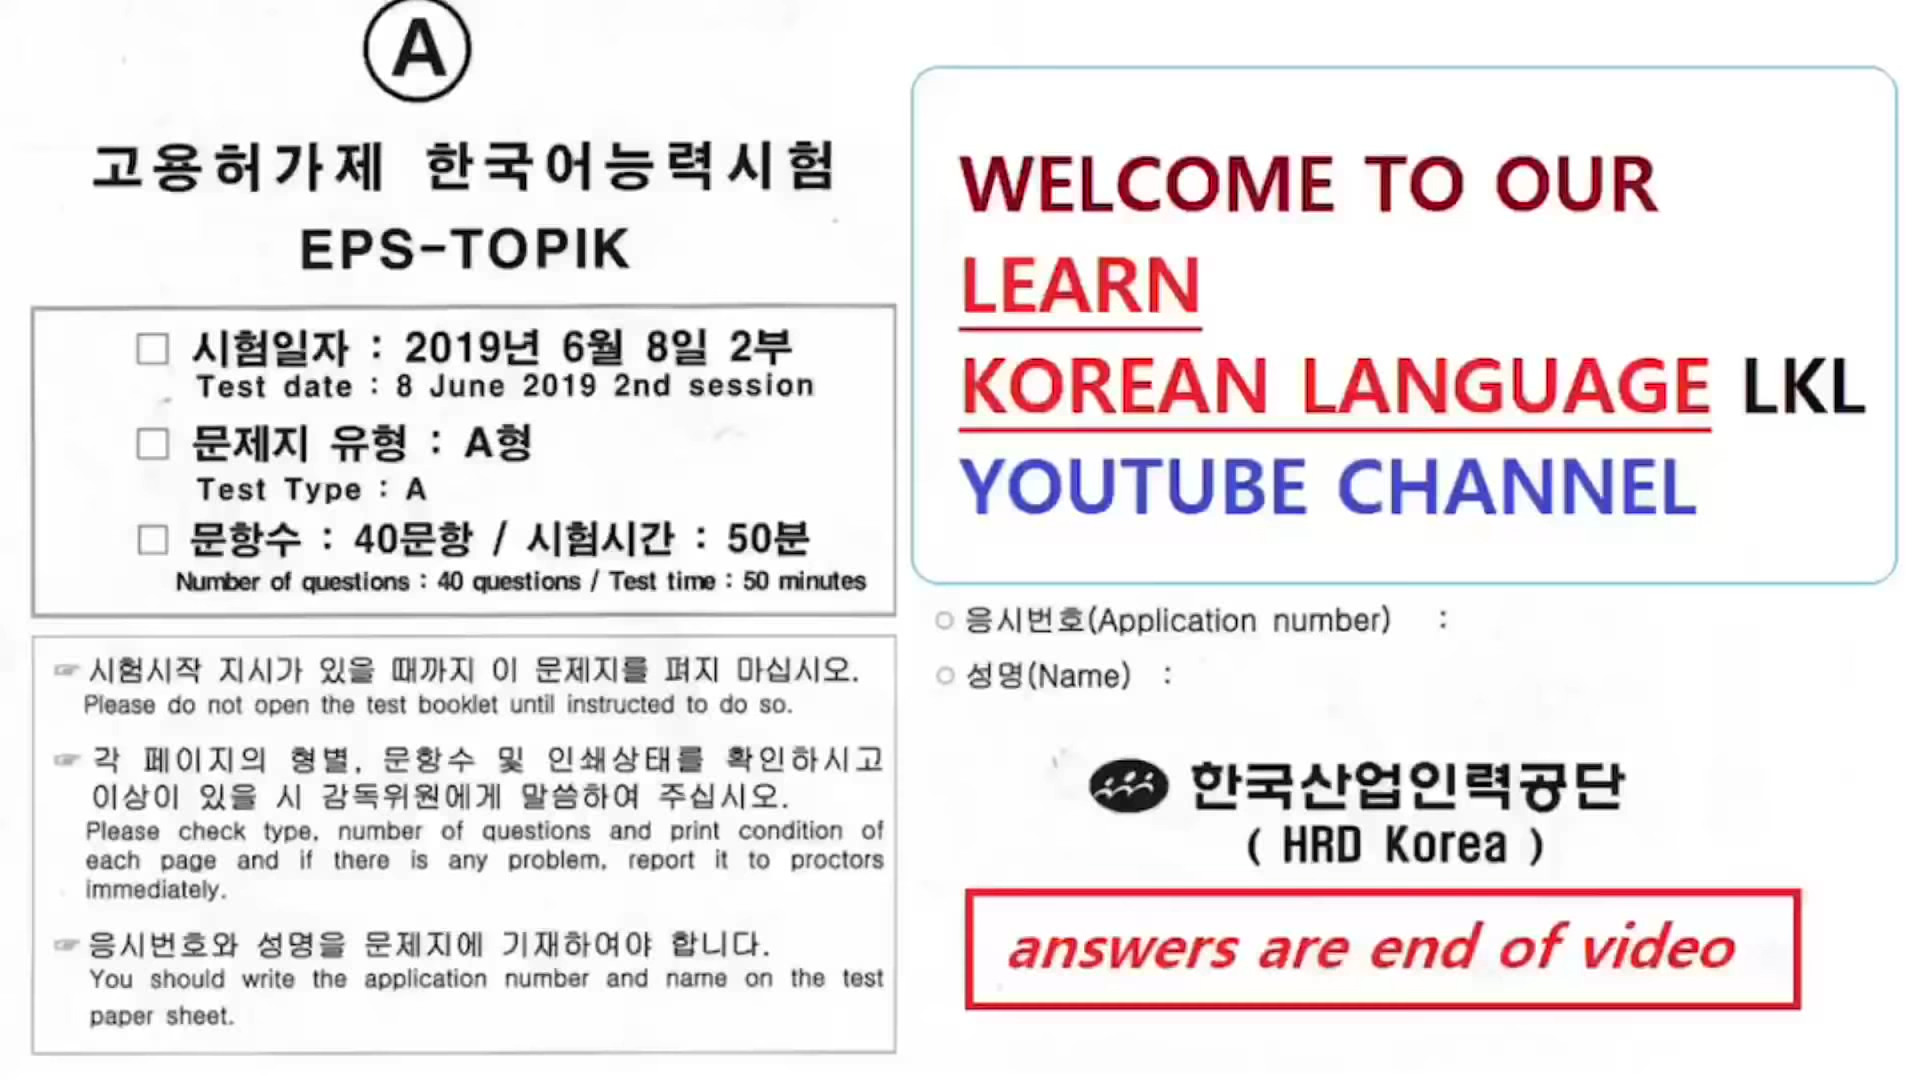 A
고용허가제 한국어능력시험
EPS-TOPIK
시험일자 : 2019년 6월 8일 2부
Test date : 8 June 2019 2nd session
문제지 유형 : A형
Test Type : A
문항수 : 40문항 / 시험시간 : 50분
Number of questions : 40 questions / Test time : 50 minutes
시험시작 지시가 있을 때까지 이 문제지를 펴지 마십시오.
Please do not open the test booklet until instructed to do so.
각 페이지의 형별, 문항수 및 인쇄상태를 확인하시고
이상이 있을 시 감독위원에게 말씀하여 주십시오.
Please check type, number of questions and print condition of
each page and if there is any problem, report it to proctors
immediately.
응시번호와 성명을 문제지에 기재하여야 합니다.
You should write the application number and name on the test
paper sheet.
WELCOME TO OUR
LEARN
KOREAN LANGUAGE LKL
YOUTUBE CHANNEL
응시번호(Application number) :
성명(Name) :
한국산업인력공단
( HRD Korea )
answers are end of video